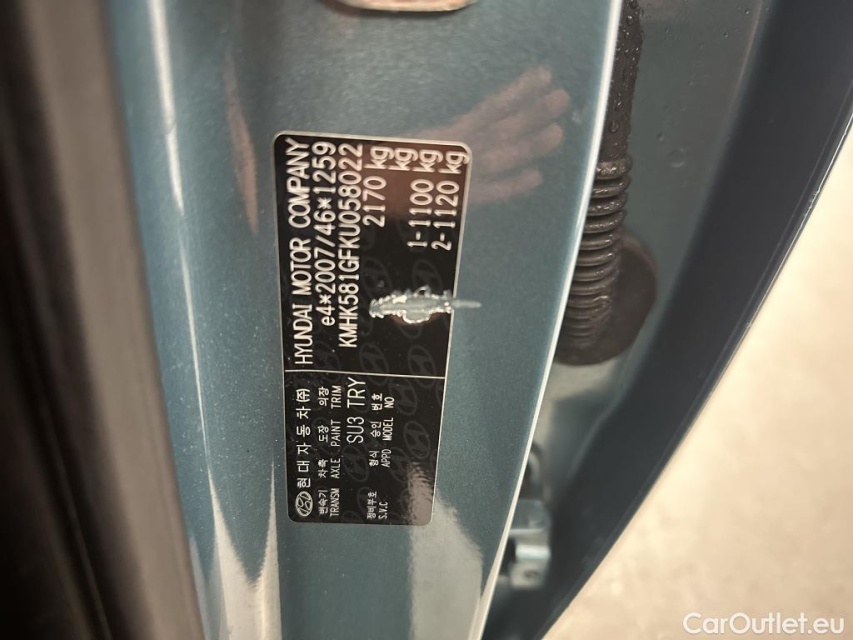 HYUNDAI MOTOR COMPANY
e4*2007/46*1259
KMHK581GFKU058022
2170 kg
kg
1-1100 kg
2-1120 kg
현대자동차(주)
변속기 차축 도장 의장
TRANSM AXLE PAINT TRIM
SU3 TRY
형식 승인 번호
APPD MODEL NO
정비부호
S.V.C
CarOutlet.eu